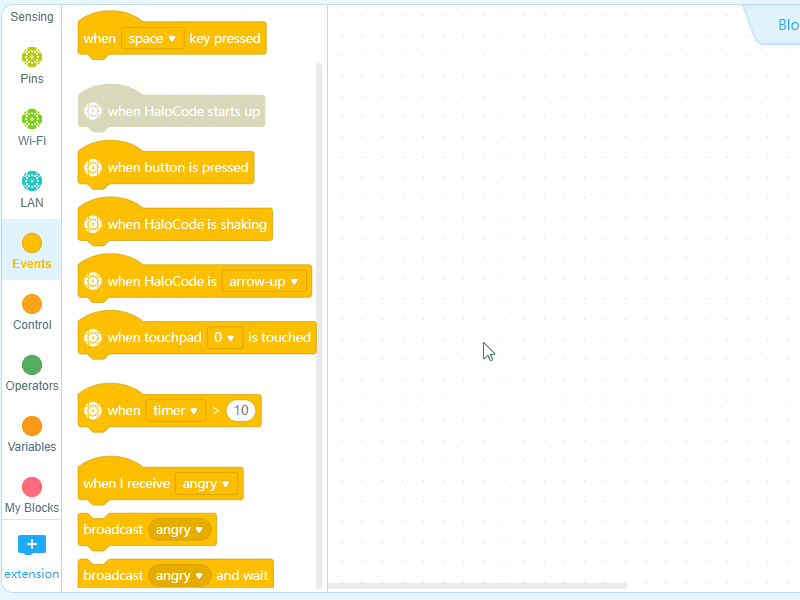 Sensing
Pins
Wi-Fi
LAN
Events
Control
Operators
Variables
My Blocks
+
extension
when space ▼ key pressed
when HaloCode starts up
when button is pressed
when HaloCode is shaking
when HaloCode is arrow-up ▼
when touchpad 0 ▼ is touched
when timer ▼ > 10
when I receive angry ▼
broadcast angry ▼
broadcast angry ▼ and wait
Blo